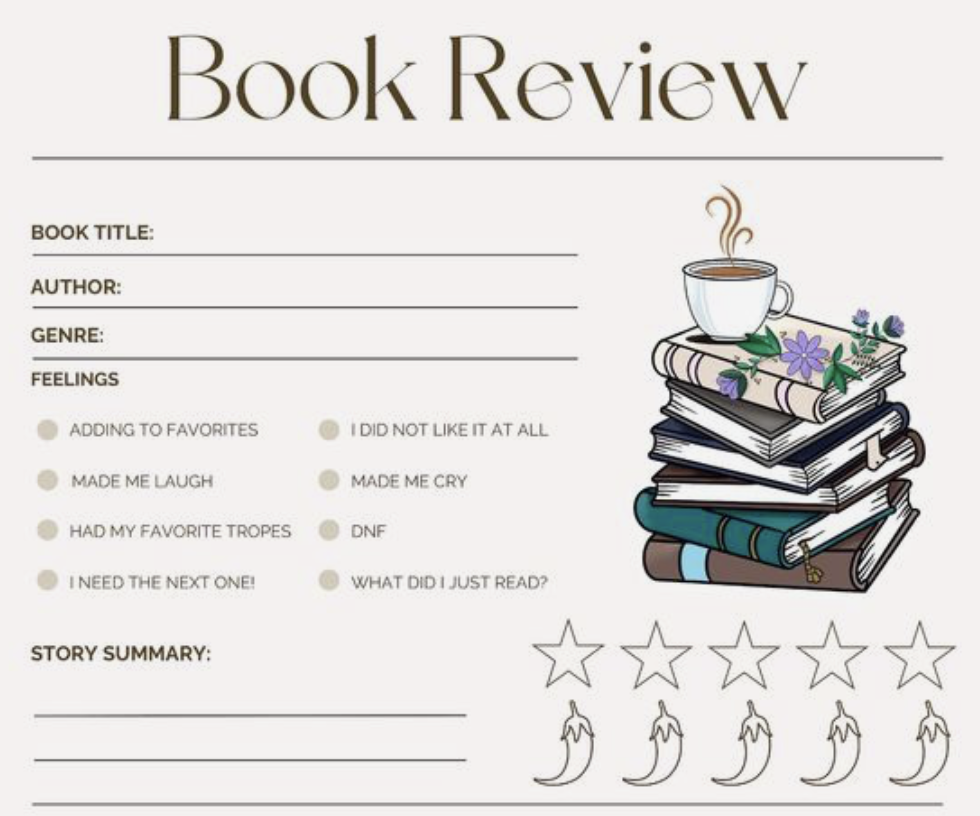 Book Review
BOOK TITLE:
AUTHOR:
GENRE:
FEELINGS
ADDING TO FAVORITES
I DID NOT LIKE IT AT ALL
MADE ME LAUGH
MADE ME CRY
HAD MY FAVORITE TROPES
DNF
I NEED THE NEXT ONE!
WHAT DID I JUST READ?
STORY SUMMARY: